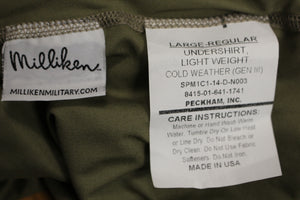 Milliken
MILLIKENMILITARY.COM
LARGE-REGULAR
UNDERSHIRT,
LIGHT WEIGHT
COLD WEATHER (GEN III)
SPM1C1-14-D-N003
8415-01-641-1741
PECKHAM, INC.
CARE INSTRUCTIONS:
Machine or Hand Wash Warm
Water. Tumble Dry Or Low Heat
or Line Dry. Do Not Bleach or
Dry Clean. Do Not Use Fabric
Softeners. Do Not Iron.
MADE IN USA